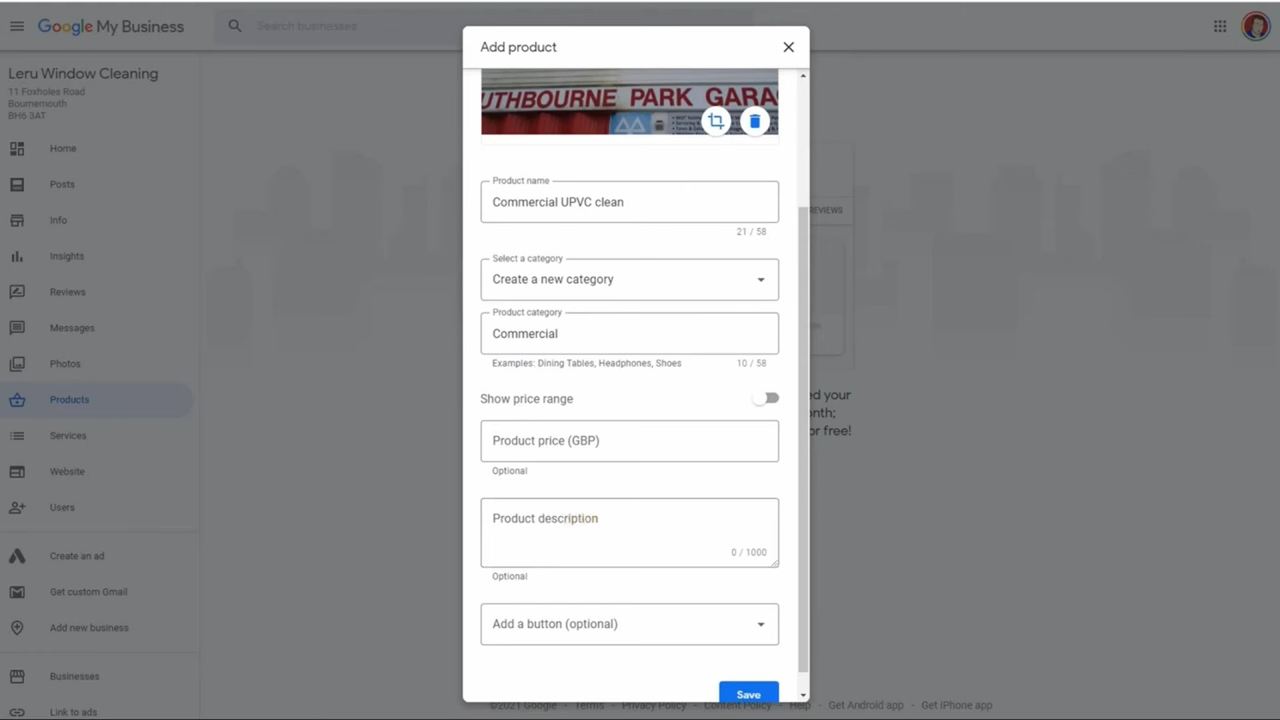 Google My Business
Search businesses
Leru Window Cleaning
11 Foxholes Road
Bournemouth
BH6 3AT
Home
Posts
Info
Insights
Reviews
Messages
Photos
Products
Services
Website
Users
Create an ad
Get custom Gmail
Add new business
Businesses
Link to ads
Add product
UTHBOURNE PARK GARA
Product name
Commercial UPVC clean
21 / 58
Select a category
Create a new category
Product category
Commercial
Examples: Dining Tables, Headphones, Shoes
10 / 58
Show price range
Product price (GBP)
Optional
Product description
0 / 1000
Optional
Add a button (optional)
Save
REVIEWS
ed your
nth;
or free!
©2021 Google - Terms - Privacy Policy - Content Policy - Help - Get Android app - Get iPhone app